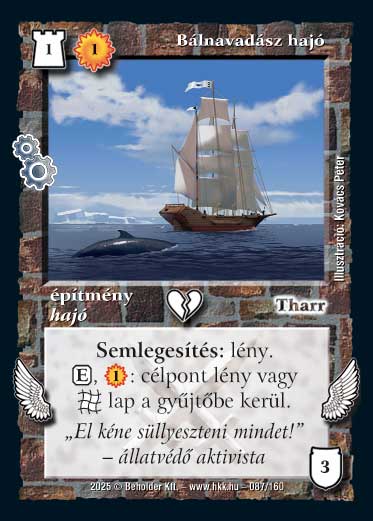 1
1
Bálnavadász hajó
Illusztráció: Kovács Péter
építmény
hajó
Tharr
Semlegesítés: lény.
E, 1: célpont lény vagy
lap a gyűjtőbe kerül.
„El kéne süllyeszteni mindet!”
– állatvédő aktivista
3
2025 © Beholder Kft. – www.hkk.hu – 087/160